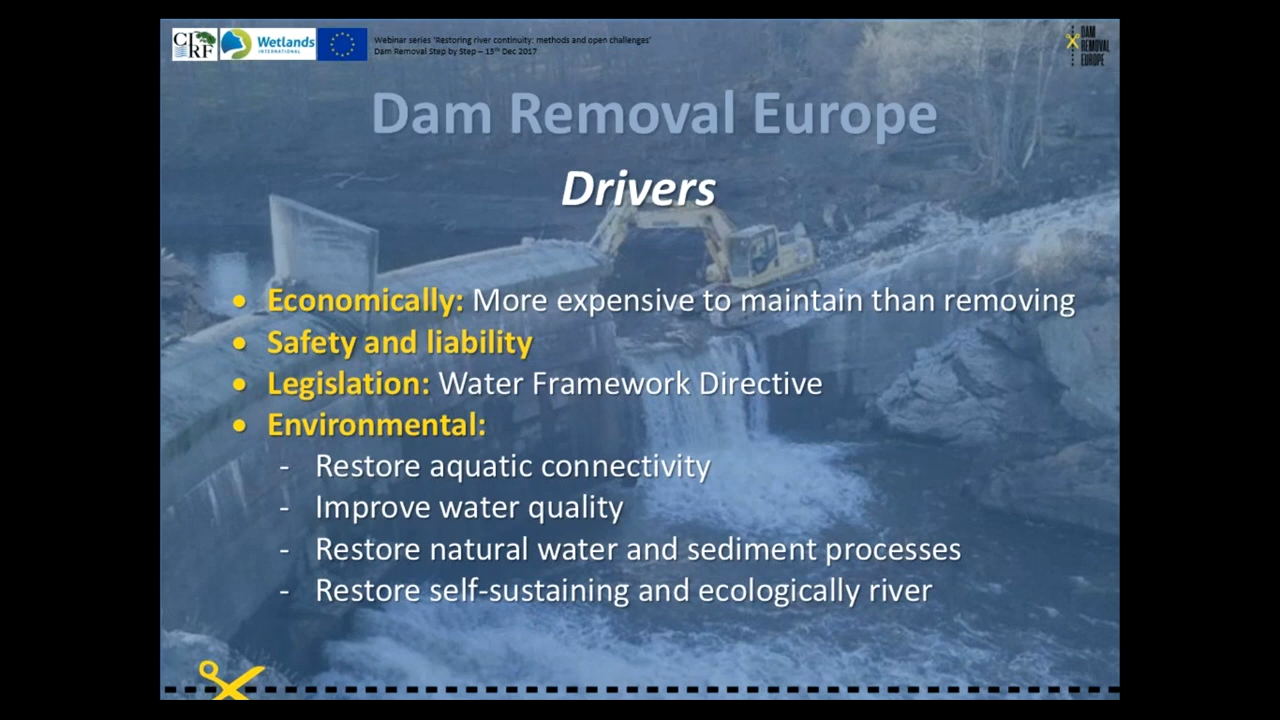 CIRF
Wetlands
INTERNATIONAL
Webinar series 'Restoring river continuity: methods and open challenges'
Dam Removal Step by Step – 15th Dec 2017
DAM
REMOVAL
EUROPE
Dam Removal Europe
Drivers
• Economically: More expensive to maintain than removing
• Safety and liability
• Legislation: Water Framework Directive
• Environmental:
- Restore aquatic connectivity
- Improve water quality
- Restore natural water and sediment processes
- Restore self-sustaining and ecologically river